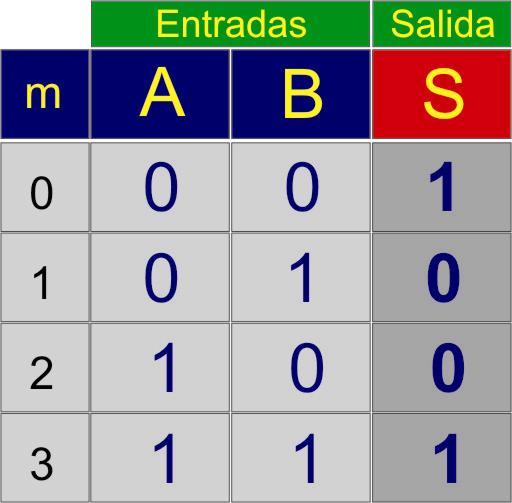 Entradas Salida
m A B S
0 0 0 1
1 0 1 0
2 1 0 0
3 1 1 1